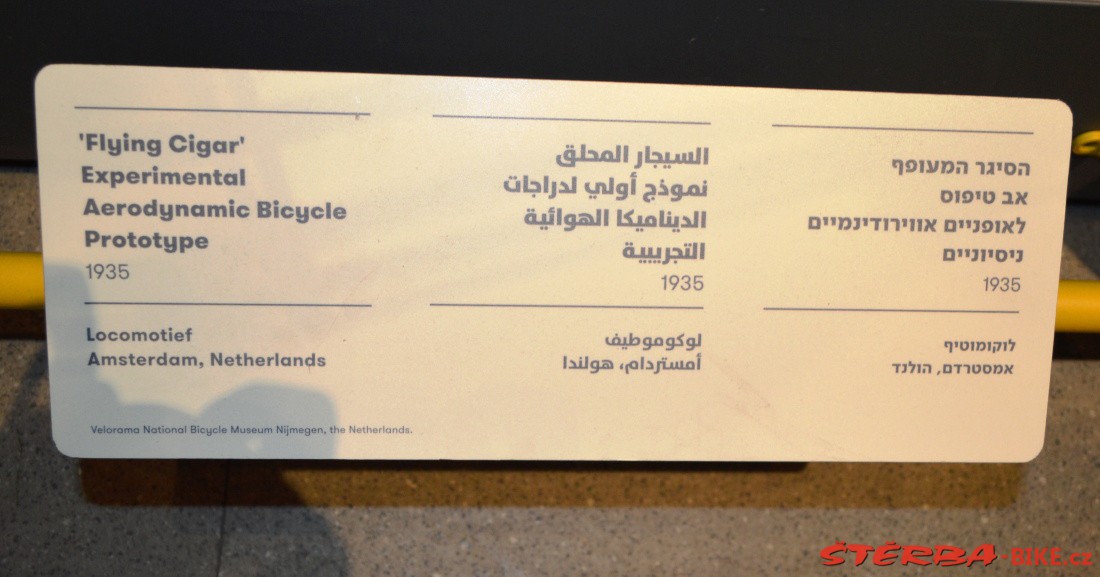 'Flying Cigar'
Experimental
Aerodynamic Bicycle
Prototype
1935
Locomotief
Amsterdam, Netherlands
Velorama National Bicycle Museum Nijmegen, the Netherlands.
السيجار المحلق
نموذج أولي لدراجات
الديناميكا الهوائية
التجريبية
1935
لوكوموطيف
أمستردام، هولندا
הסיגר המעופף
אב טיפוס
לאופניים אווירודינמיים
ניסיוניים
1935
לוקומוטיף
אמסטרדם, הולנד
ŠTĚRBA-BIKE.cz